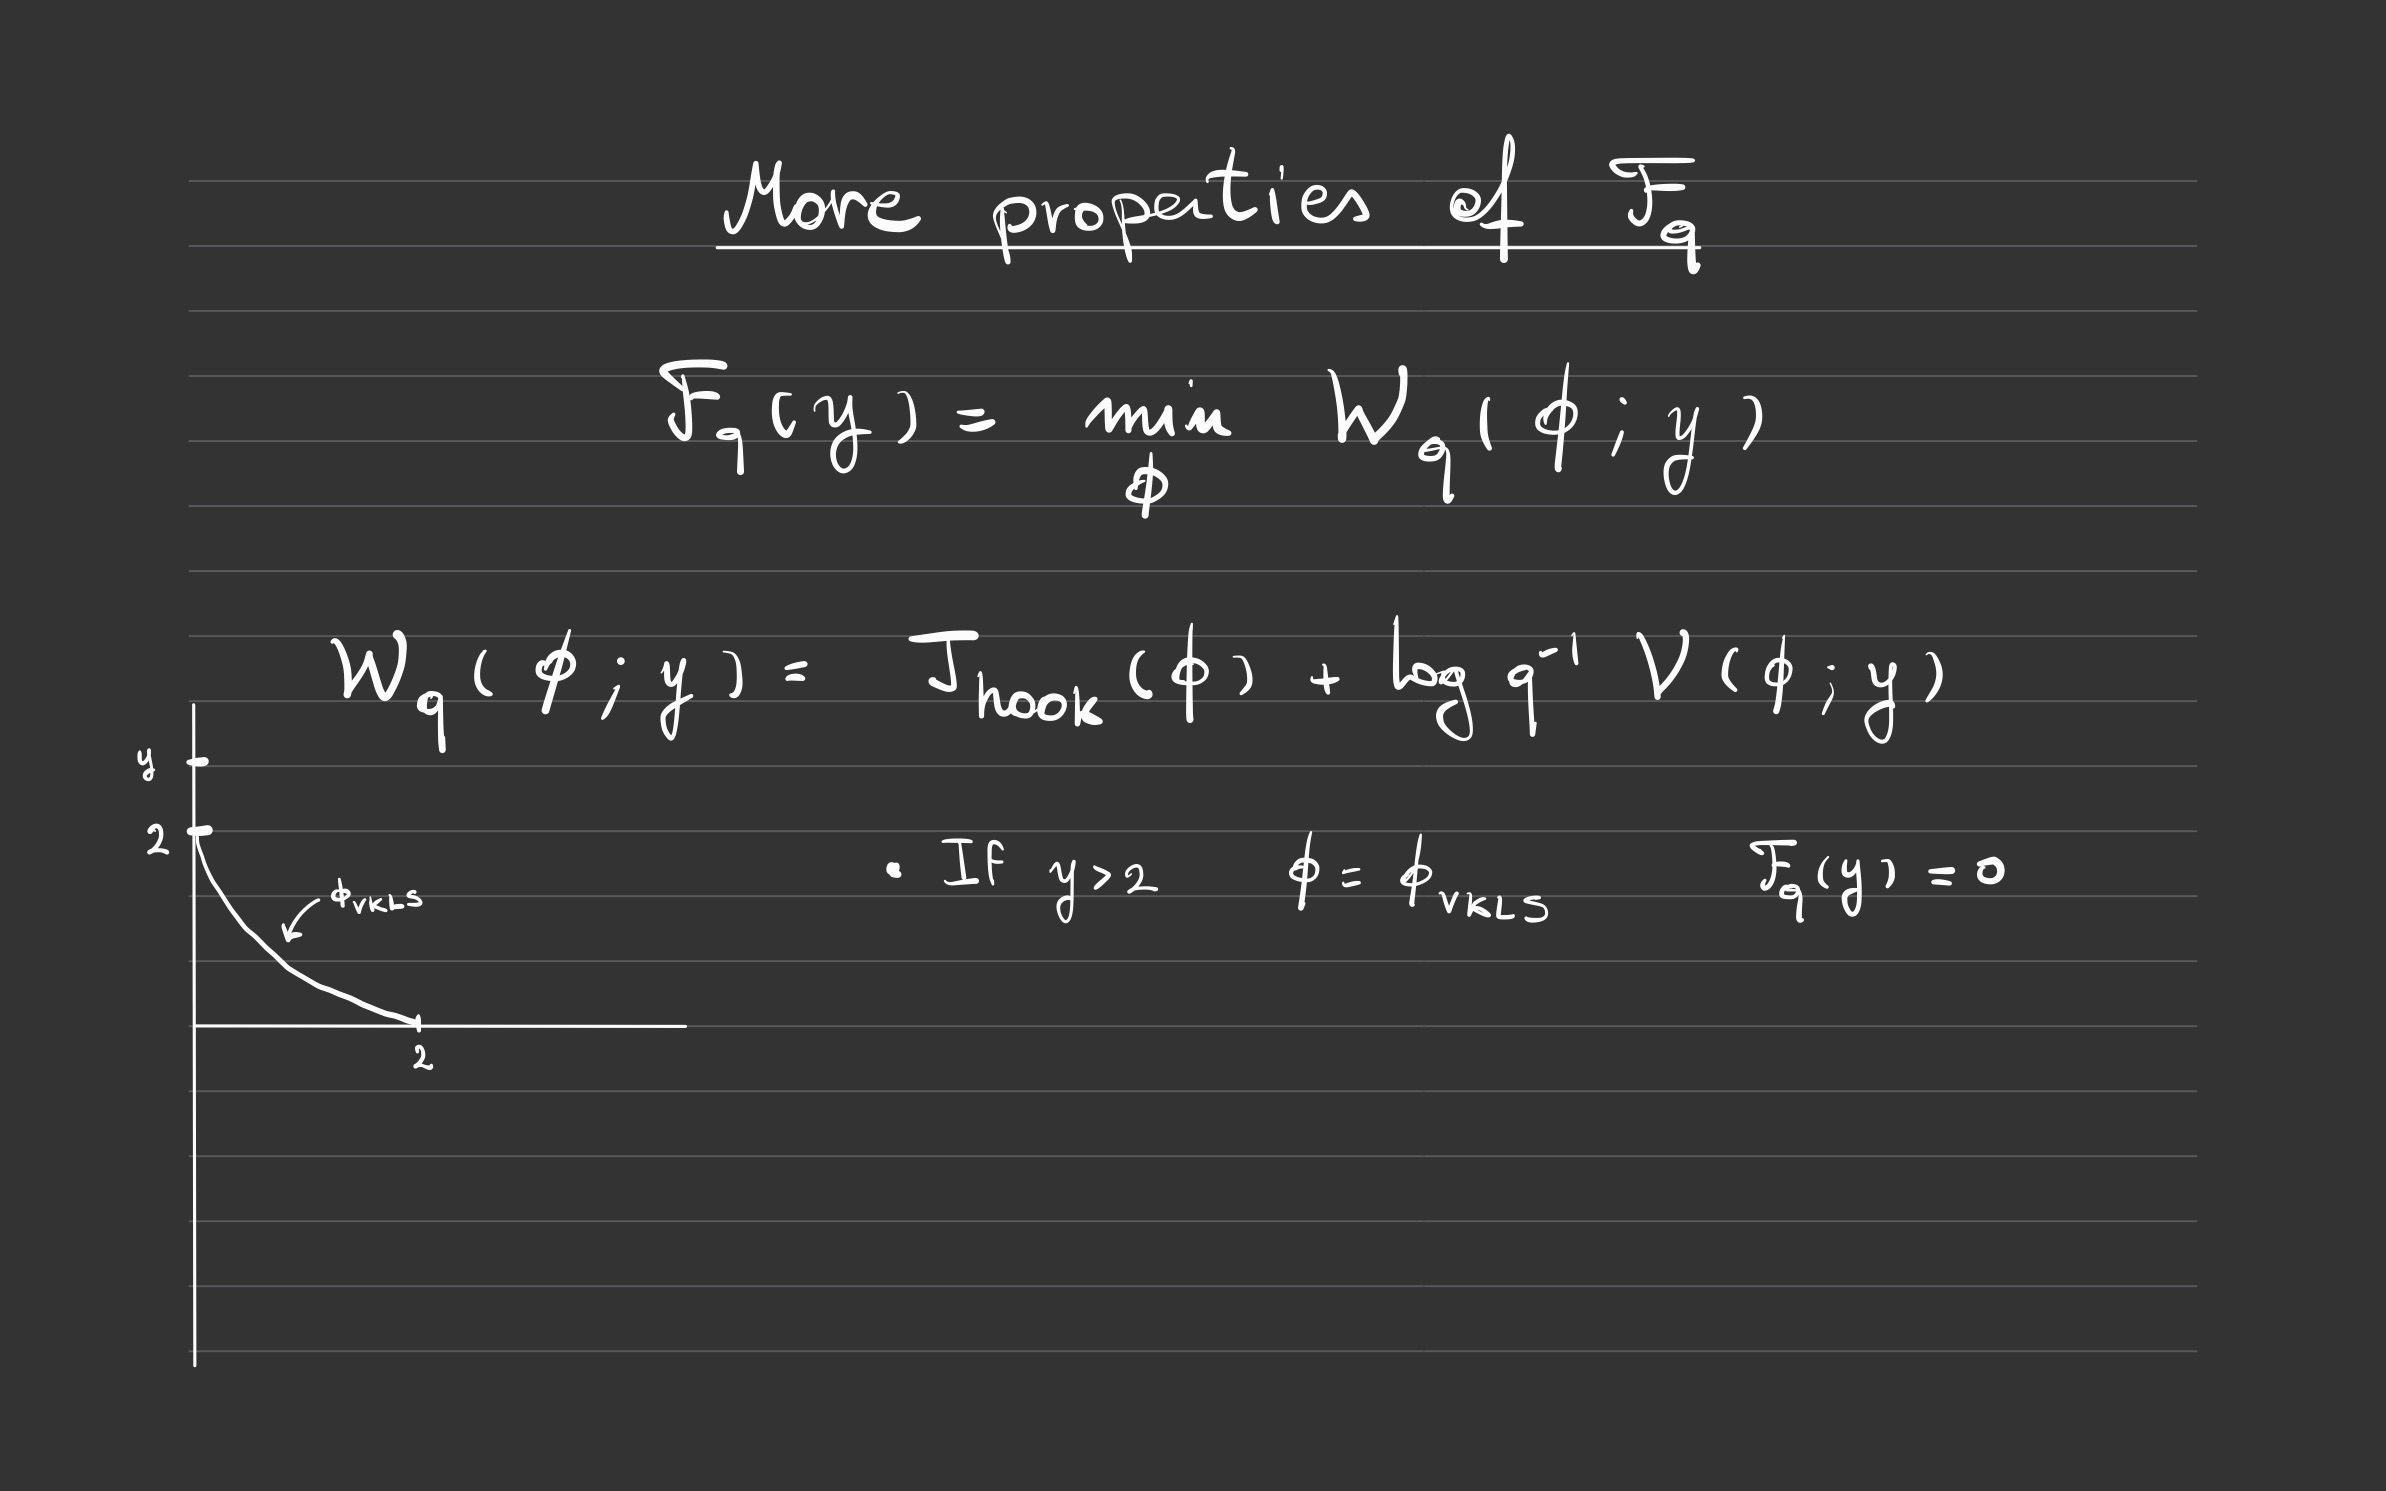 More properties of F_q
F_q(y) = min_ϕ W_q(ϕ;y)
W_q(ϕ;y) = J_hook(ϕ) + log q^{-1} V(ϕ;y)
y
2
ϕ_VKLS
• If y>2 ϕ = ϕ_VKLS F_q(y) = 0
2